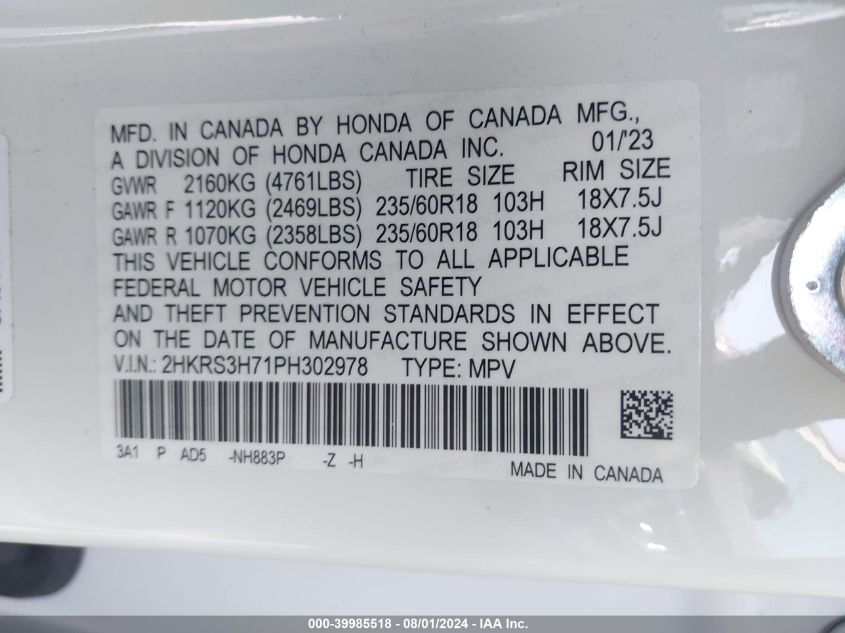 MFD. IN CANADA BY HONDA OF CANADA MFG.,
A DIVISION OF HONDA CANADA INC. 01/'23
GVWR 2160KG (4761LBS) TIRE SIZE RIM SIZE
GAWR F 1120KG (2469LBS) 235/60R18 103H 18X7.5J
GAWR R 1070KG (2358LBS) 235/60R18 103H 18X7.5J
THIS VEHICLE CONFORMS TO ALL APPLICABLE
FEDERAL MOTOR VEHICLE SAFETY
AND THEFT PREVENTION STANDARDS IN EFFECT
ON THE DATE OF MANUFACTURE SHOWN ABOVE.
V.I.N.: 2HKRS3H71PH302978 TYPE: MPV
3A1 P AD5 -NH883P -Z -H
MADE IN CANADA
000-39985518 - 08/01/2024 - IAA Inc.